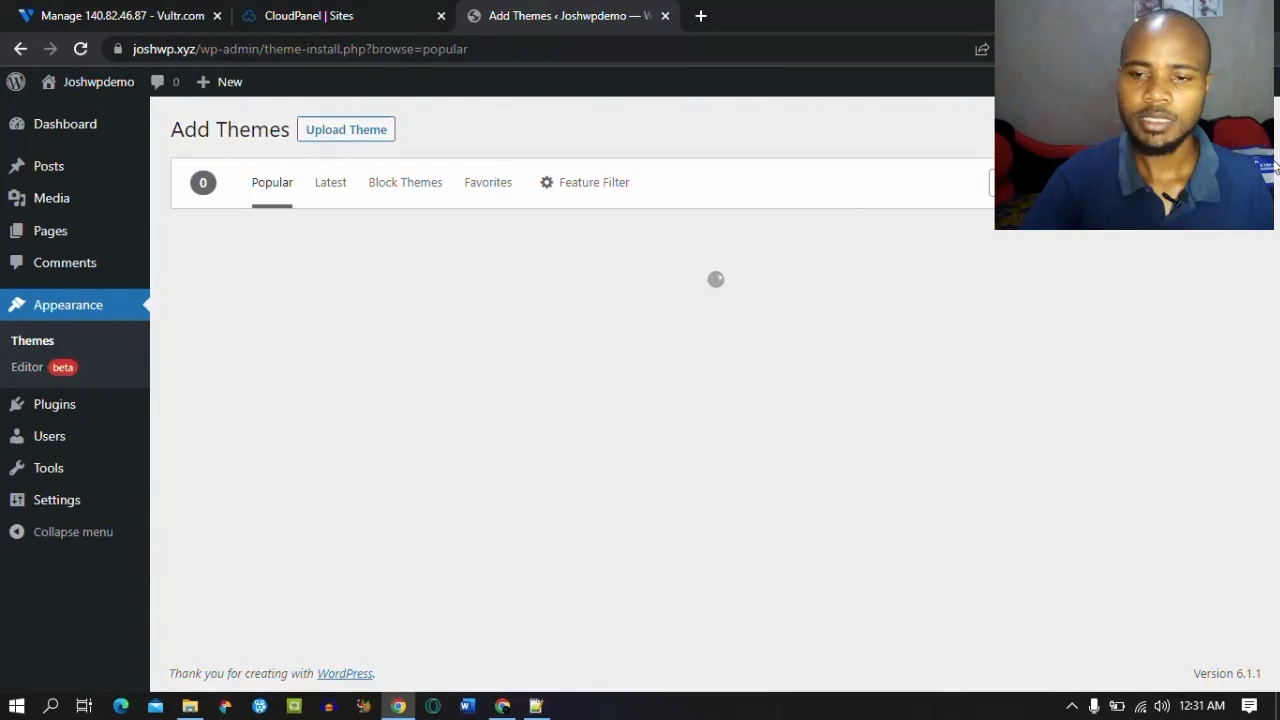 Manage 140.82.46.87 - Vultr.com
CloudPanel | Sites
Add Themes ‹ Joshwpdemo — W
joshwp.xyz/wp-admin/theme-install.php?browse=popular
Joshwpdemo
0
New
Dashboard
Posts
Media
Pages
Comments
Appearance
Themes
Editor beta
Plugins
Users
Tools
Settings
Collapse menu
Add Themes
Upload Theme
0
Popular
Latest
Block Themes
Favorites
Feature Filter
Thank you for creating with WordPress.
Version 6.1.1
12:31 AM